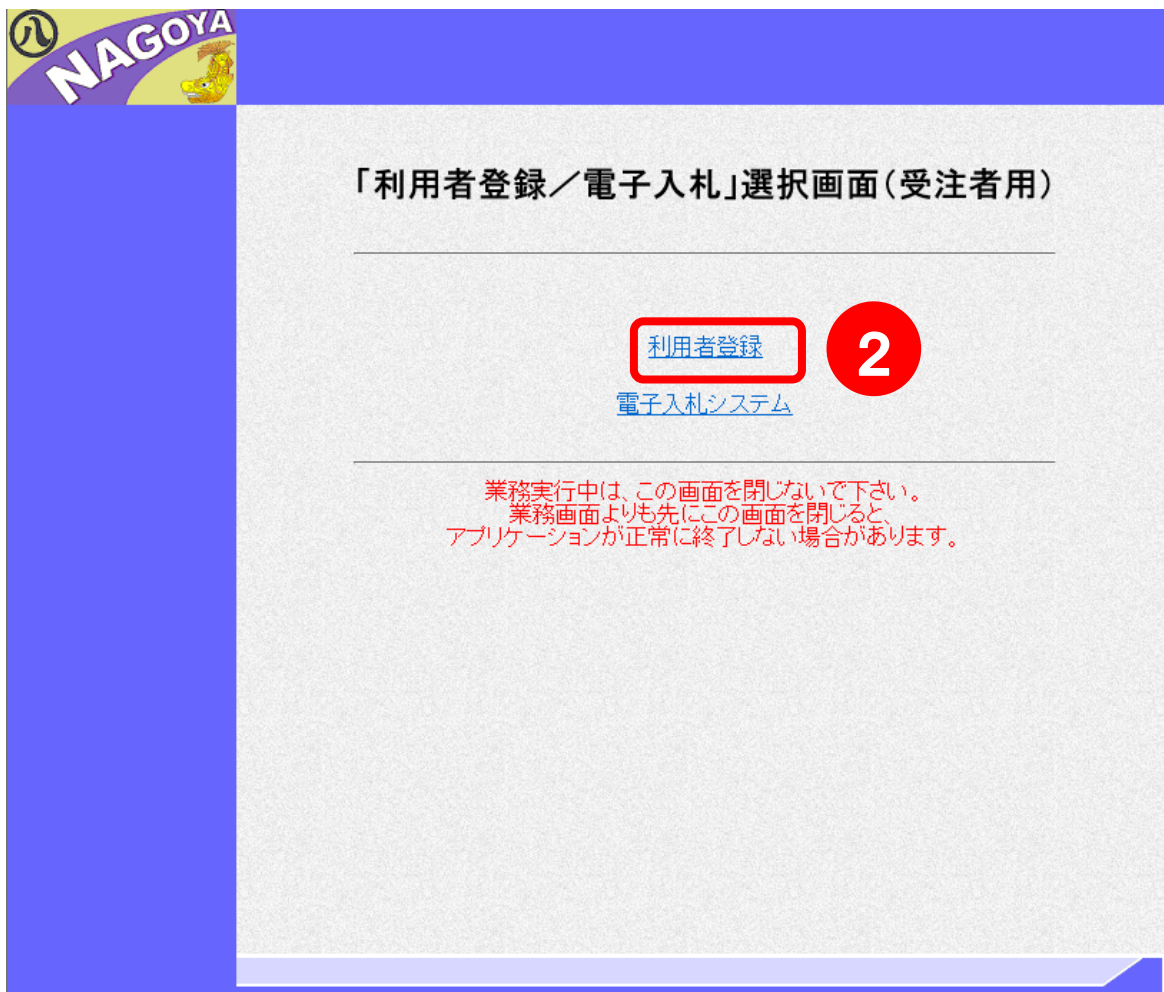 八
NAGOYA
「利用者登録／電子入札」選択画面(受注者用)
利用者登録
2
電子入札システム
業務実行中は、この画面を閉じないで下さい。
業務画面よりも先にこの画面を閉じると、
アプリケーションが正常に終了しない場合があります。